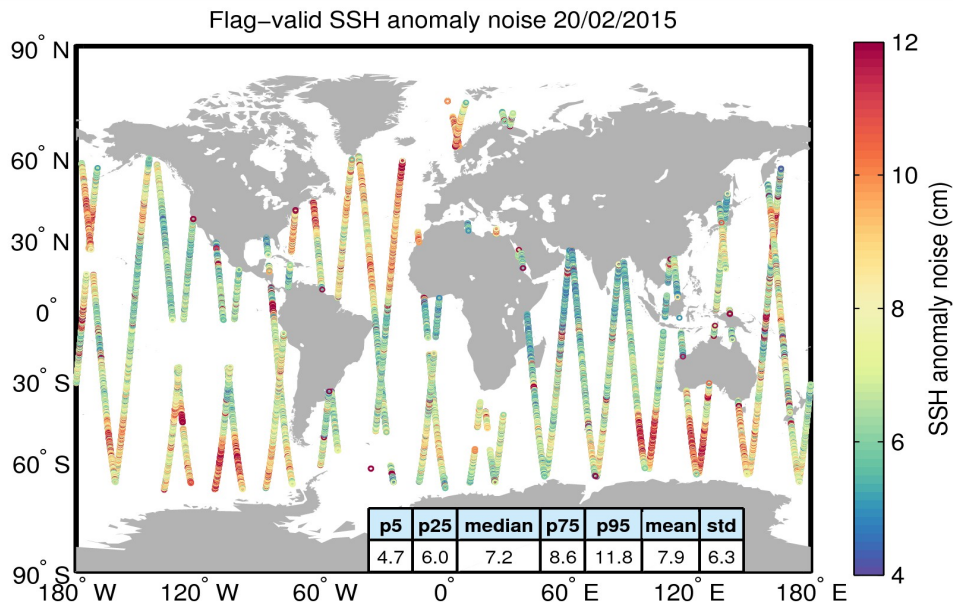 Flag−valid SSH anomaly noise 20/02/2015
90° N
60° N
30° N
0°
30° S
60° S
90° S
180° W
120° W
60° W
0°
60° E
120° E
180° E
p5 p25 median p75 p95 mean std
4.7 6.0 7.2 8.6 11.8 7.9 6.3
12
10
8
6
4
SSH anomaly noise (cm)